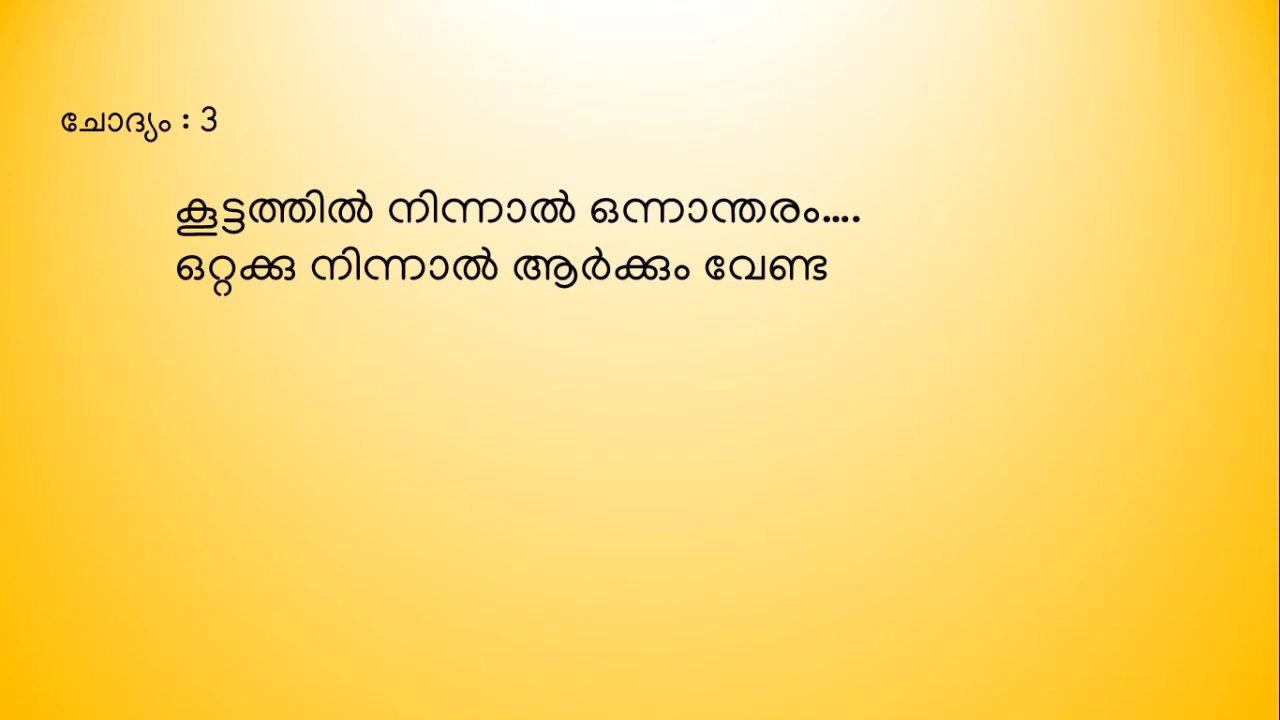 ചോദ്യം : 3
കൂട്ടത്തിൽ നിന്നാൽ ഒന്നാന്തരം....
ഒറ്റക്കു നിന്നാൽ ആർക്കും വേണ്ട